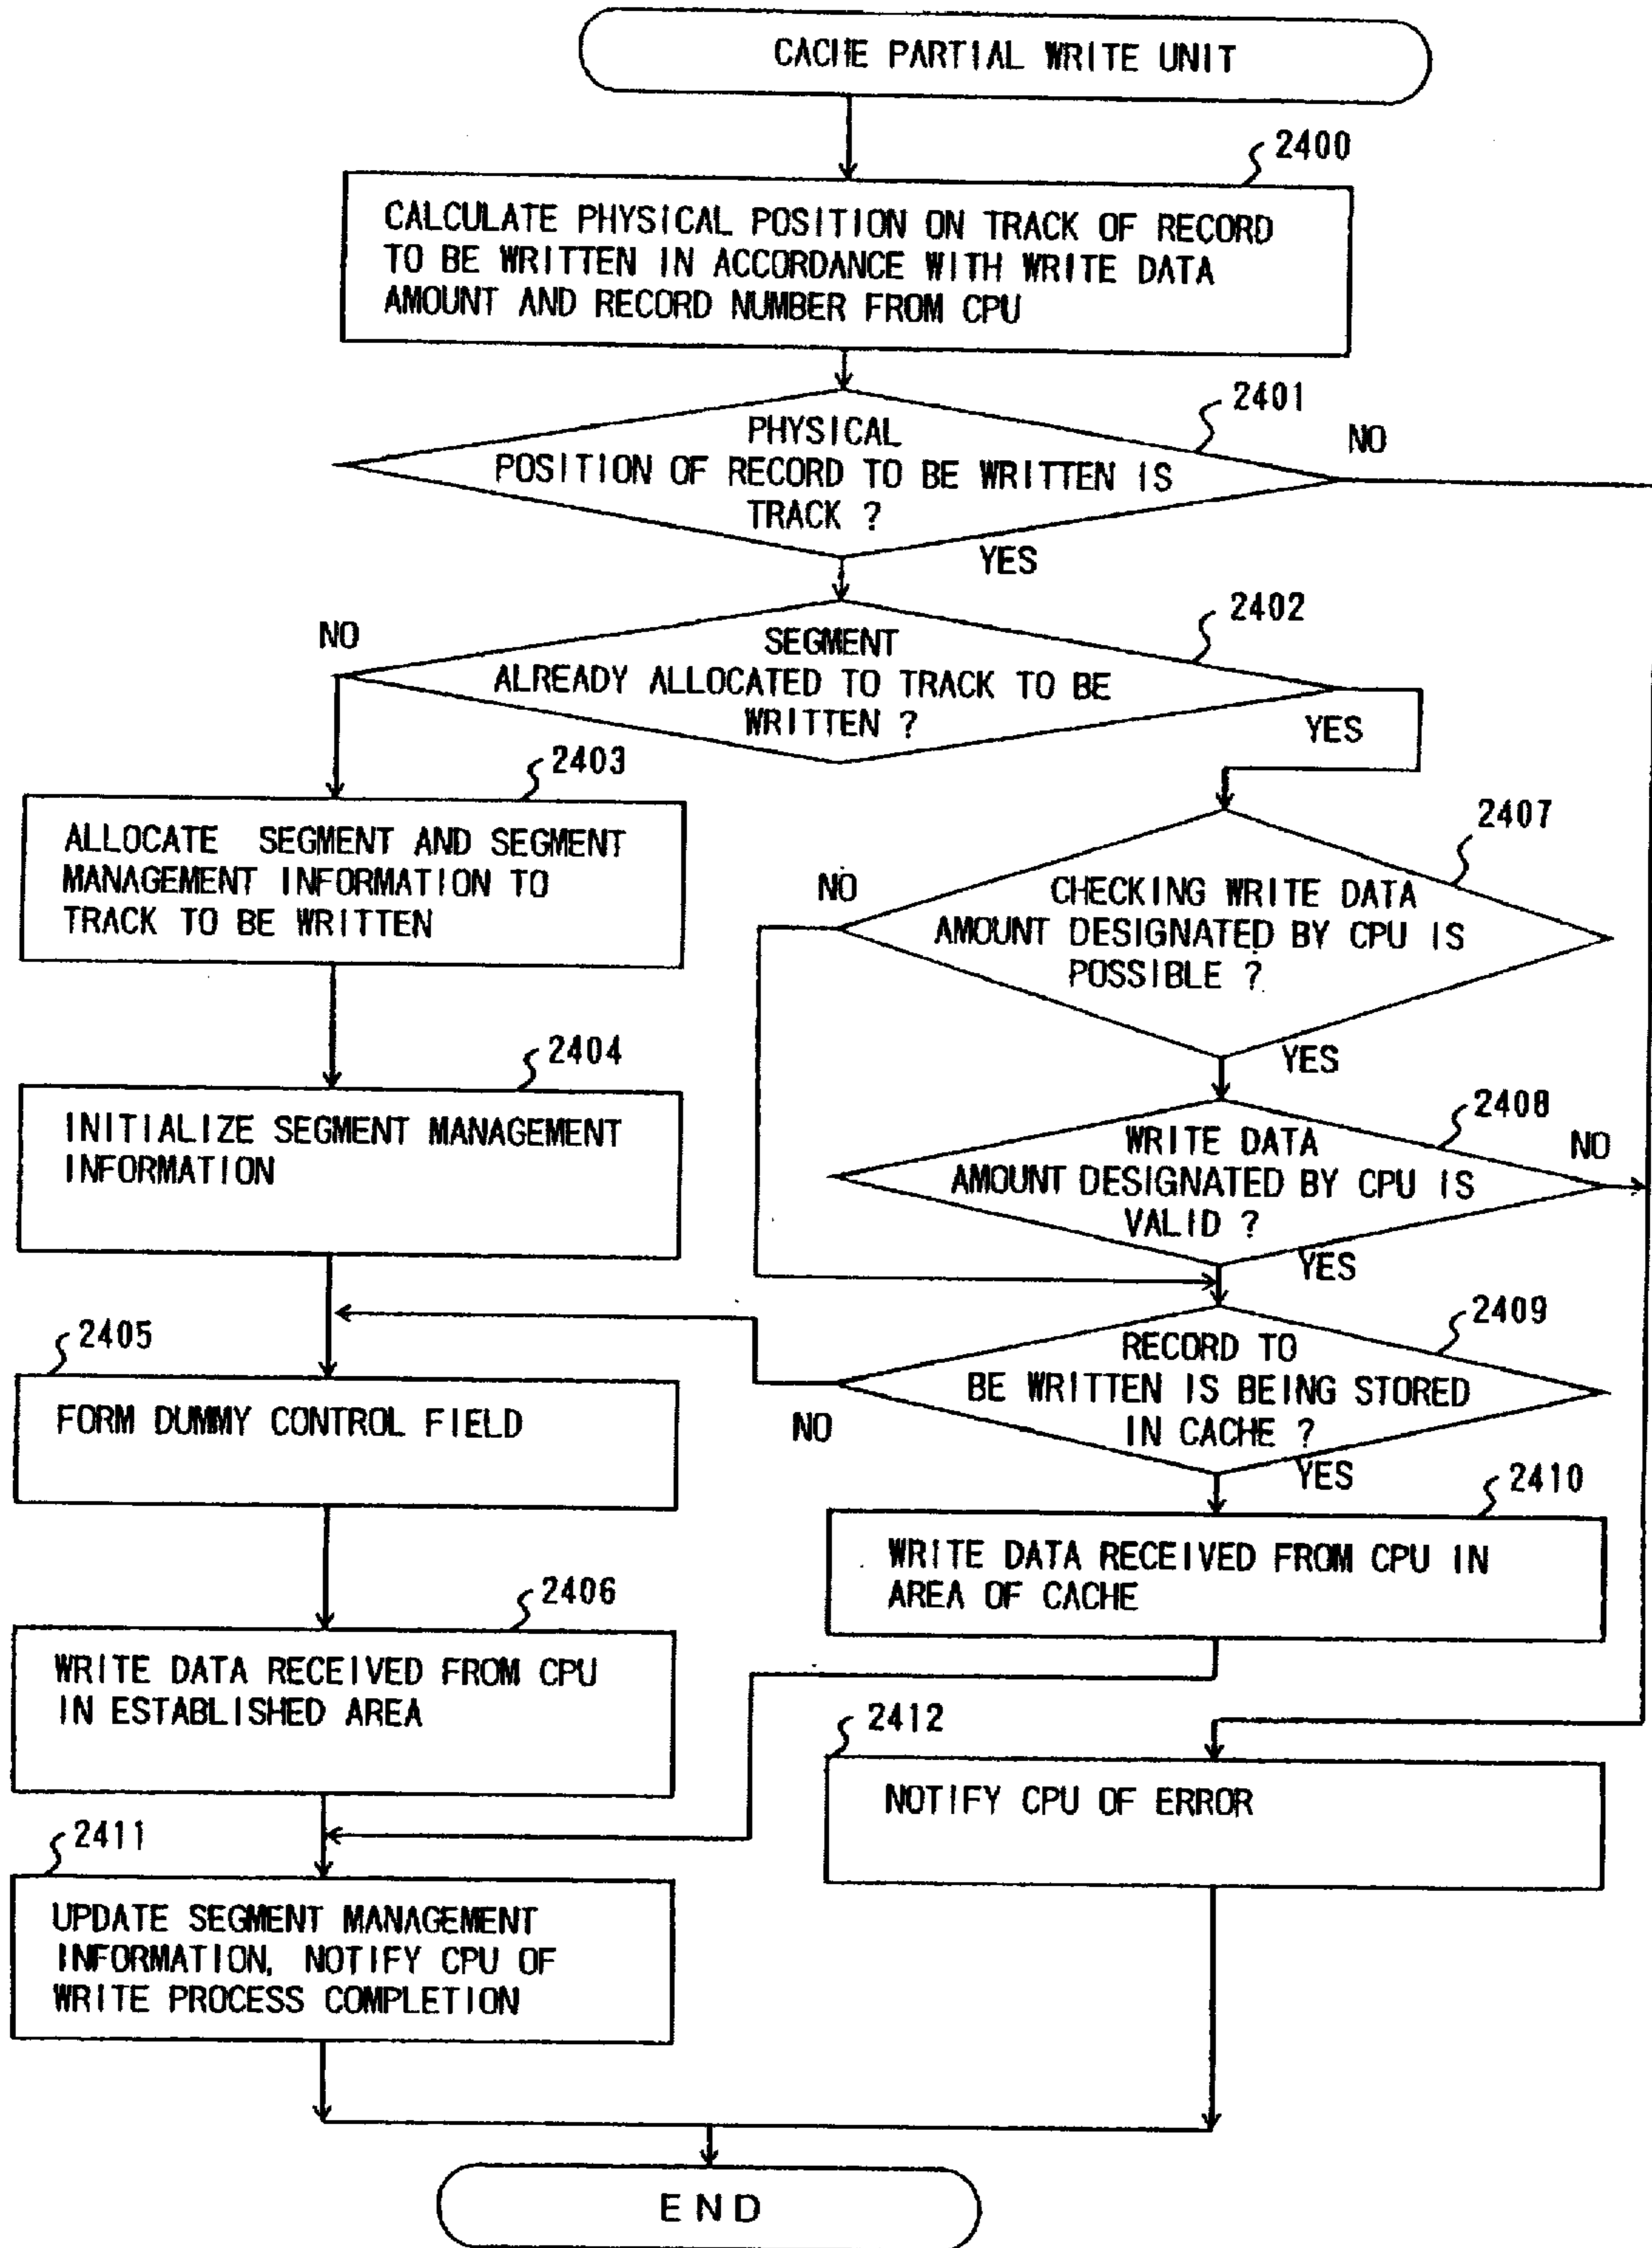 CACHE PARTIAL WRITE UNIT
2400
CALCULATE PHYSICAL POSITION ON TRACK OF RECORD
TO BE WRITTEN IN ACCORDANCE WITH WRITE DATA
AMOUNT AND RECORD NUMBER FROM CPU
2401
PHYSICAL
POSITION OF RECORD TO BE WRITTEN IS
TRACK ?
NO
YES
2402
SEGMENT
ALREADY ALLOCATED TO TRACK TO BE
WRITTEN ?
NO
YES
2403
ALLOCATE SEGMENT AND SEGMENT
MANAGEMENT INFORMATION TO
TRACK TO BE WRITTEN
2407
CHECKING WRITE DATA
AMOUNT DESIGNATED BY CPU IS
POSSIBLE ?
NO
YES
2404
INITIALIZE SEGMENT MANAGEMENT
INFORMATION
2408
WRITE DATA
AMOUNT DESIGNATED BY CPU IS
VALID ?
NO
YES
2405
FORM DUMMY CONTROL FIELD
2409
RECORD TO
BE WRITTEN IS BEING STORED
IN CACHE ?
NO
YES
2406
WRITE DATA RECEIVED FROM CPU
IN ESTABLISHED AREA
2410
WRITE DATA RECEIVED FROM CPU IN
AREA OF CACHE
2411
UPDATE SEGMENT MANAGEMENT
INFORMATION, NOTIFY CPU OF
WRITE PROCESS COMPLETION
2412
NOTIFY CPU OF ERROR
END